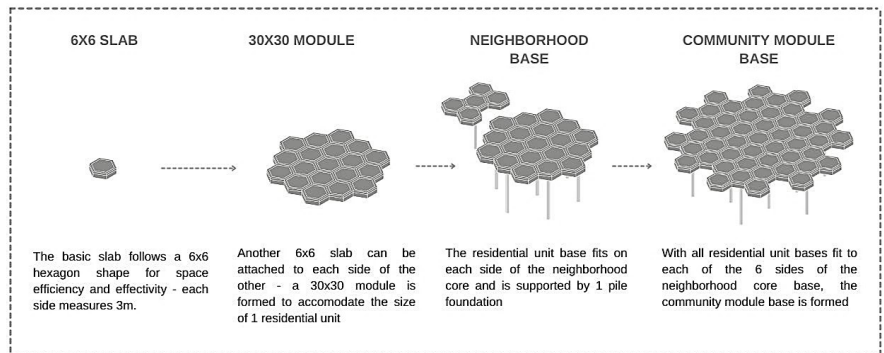 6X6 SLAB
30X30 MODULE
NEIGHBORHOOD
BASE
COMMUNITY MODULE
BASE
The basic slab follows a 6x6
hexagon shape for space
efficiency and effectivity - each
side measures 3m.
Another 6x6 slab can be
attached to each side of the
other - a 30x30 module is
formed to accomodate the size
of 1 residential unit
The residential unit base fits on
each side of the neighborhood
core and is supported by 1 pile
foundation
With all residential unit bases fit to
each of the 6 sides of the
neighborhood core base, the
community module base is formed